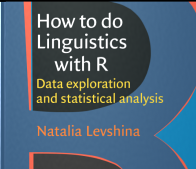 How to do
Linguistics
with R
Data exploration
and statistical analysis
Natalia Levshina